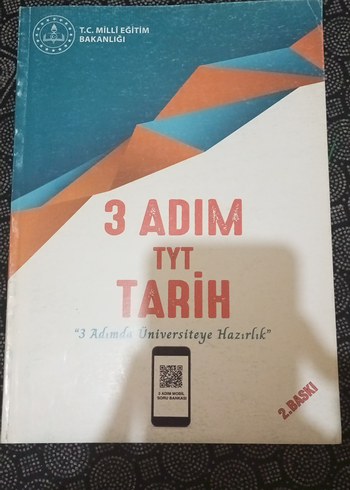 T.C. MİLLÎ EĞİTİM
BAKANLIĞI
3 ADIM
TYT
TARİH
"3 Adımda Üniversiteye Hazırlık"
3 ADIM MOBİL
SORU BANKASI
2. BASKI